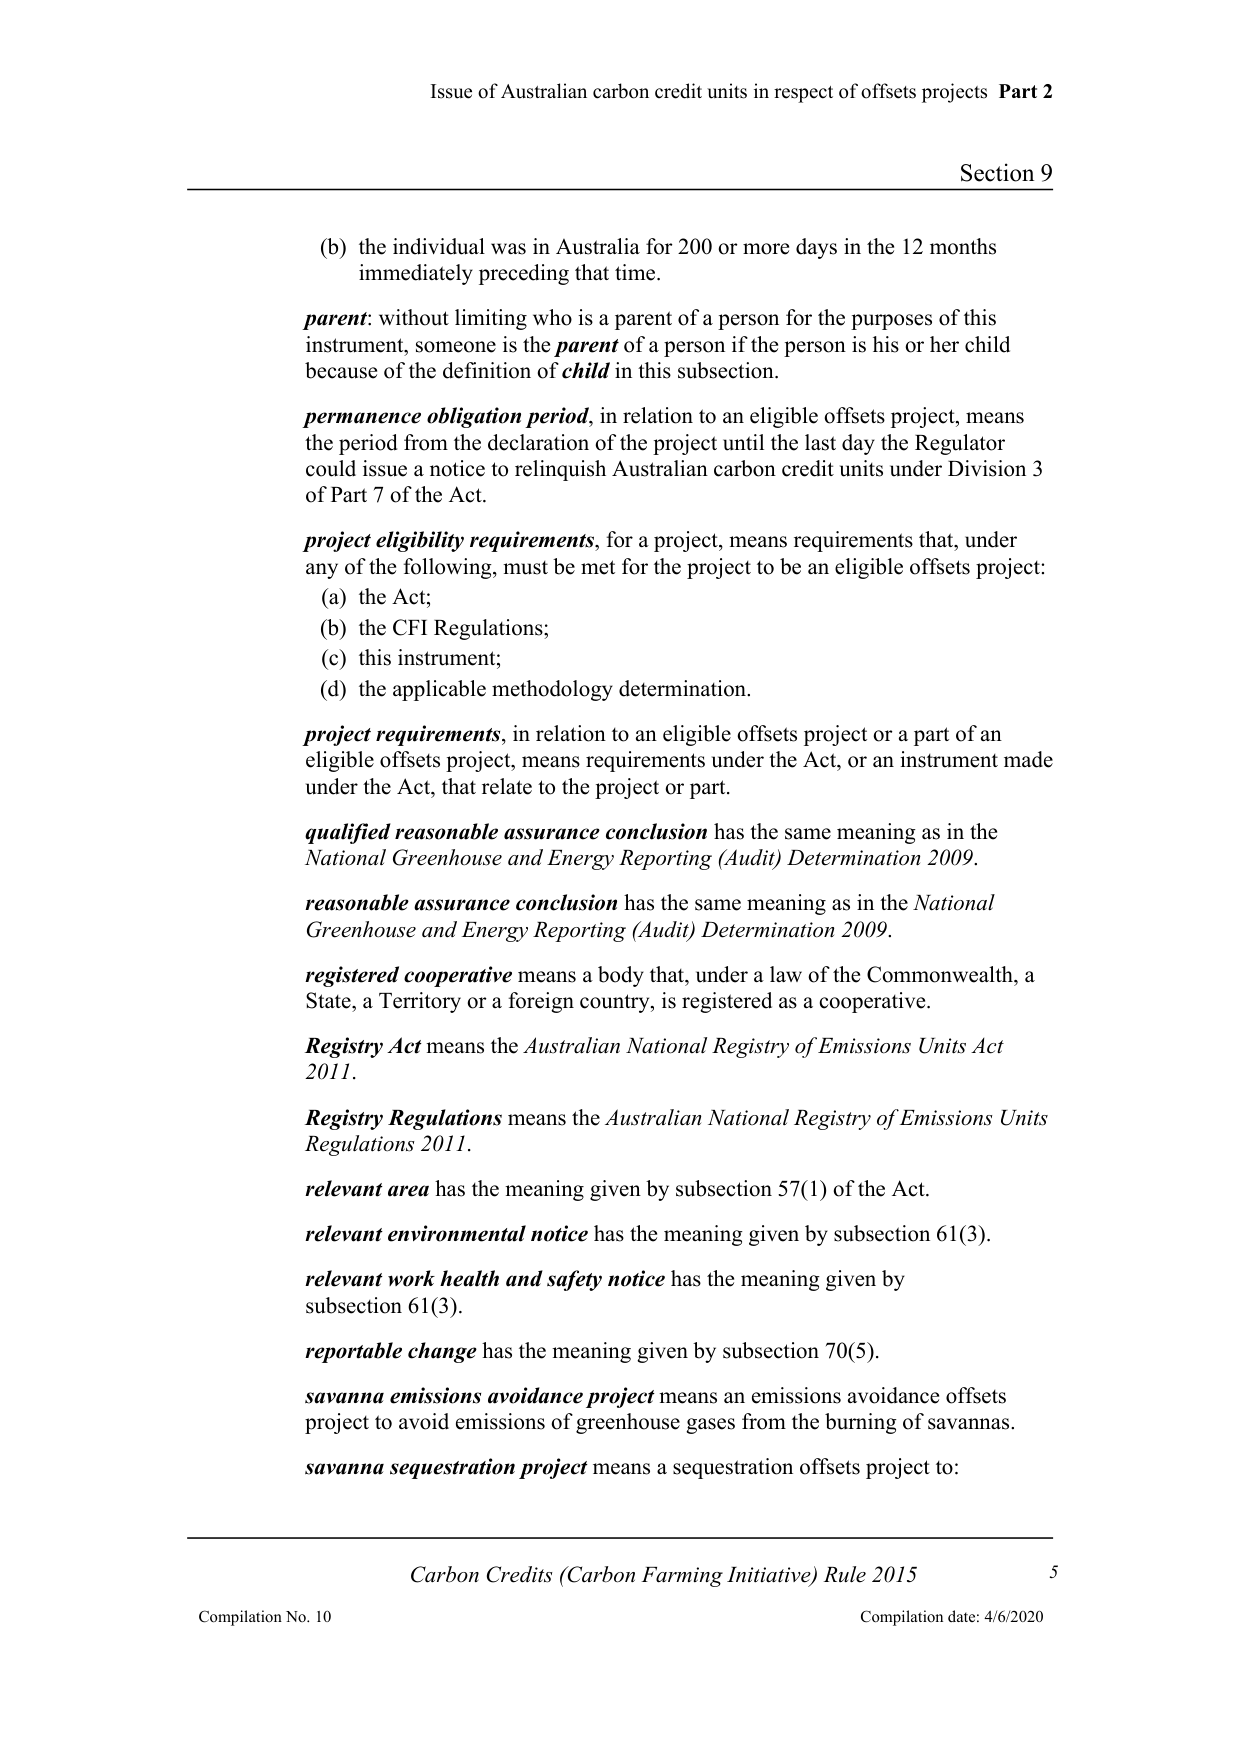 Issue of Australian carbon credit units in respect of offsets projects Part 2
Section 9
(b) the individual was in Australia for 200 or more days in the 12 months
immediately preceding that time.
parent: without limiting who is a parent of a person for the purposes of this
instrument, someone is the parent of a person if the person is his or her child
because of the definition of child in this subsection.
permanence obligation period, in relation to an eligible offsets project, means
the period from the declaration of the project until the last day the Regulator
could issue a notice to relinquish Australian carbon credit units under Division 3
of Part 7 of the Act.
project eligibility requirements, for a project, means requirements that, under
any of the following, must be met for the project to be an eligible offsets project:
(a) the Act;
(b) the CFI Regulations;
(c) this instrument;
(d) the applicable methodology determination.
project requirements, in relation to an eligible offsets project or a part of an
eligible offsets project, means requirements under the Act, or an instrument made
under the Act, that relate to the project or part.
qualified reasonable assurance conclusion has the same meaning as in the
National Greenhouse and Energy Reporting (Audit) Determination 2009.
reasonable assurance conclusion has the same meaning as in the National
Greenhouse and Energy Reporting (Audit) Determination 2009.
registered cooperative means a body that, under a law of the Commonwealth, a
State, a Territory or a foreign country, is registered as a cooperative.
Registry Act means the Australian National Registry of Emissions Units Act
2011.
Registry Regulations means the Australian National Registry of Emissions Units
Regulations 2011.
relevant area has the meaning given by subsection 57(1) of the Act.
relevant environmental notice has the meaning given by subsection 61(3).
relevant work health and safety notice has the meaning given by
subsection 61(3).
reportable change has the meaning given by subsection 70(5).
savanna emissions avoidance project means an emissions avoidance offsets
project to avoid emissions of greenhouse gases from the burning of savannas.
savanna sequestration project means a sequestration offsets project to:
Carbon Credits (Carbon Farming Initiative) Rule 2015 5
Compilation No. 10 Compilation date: 4/6/2020